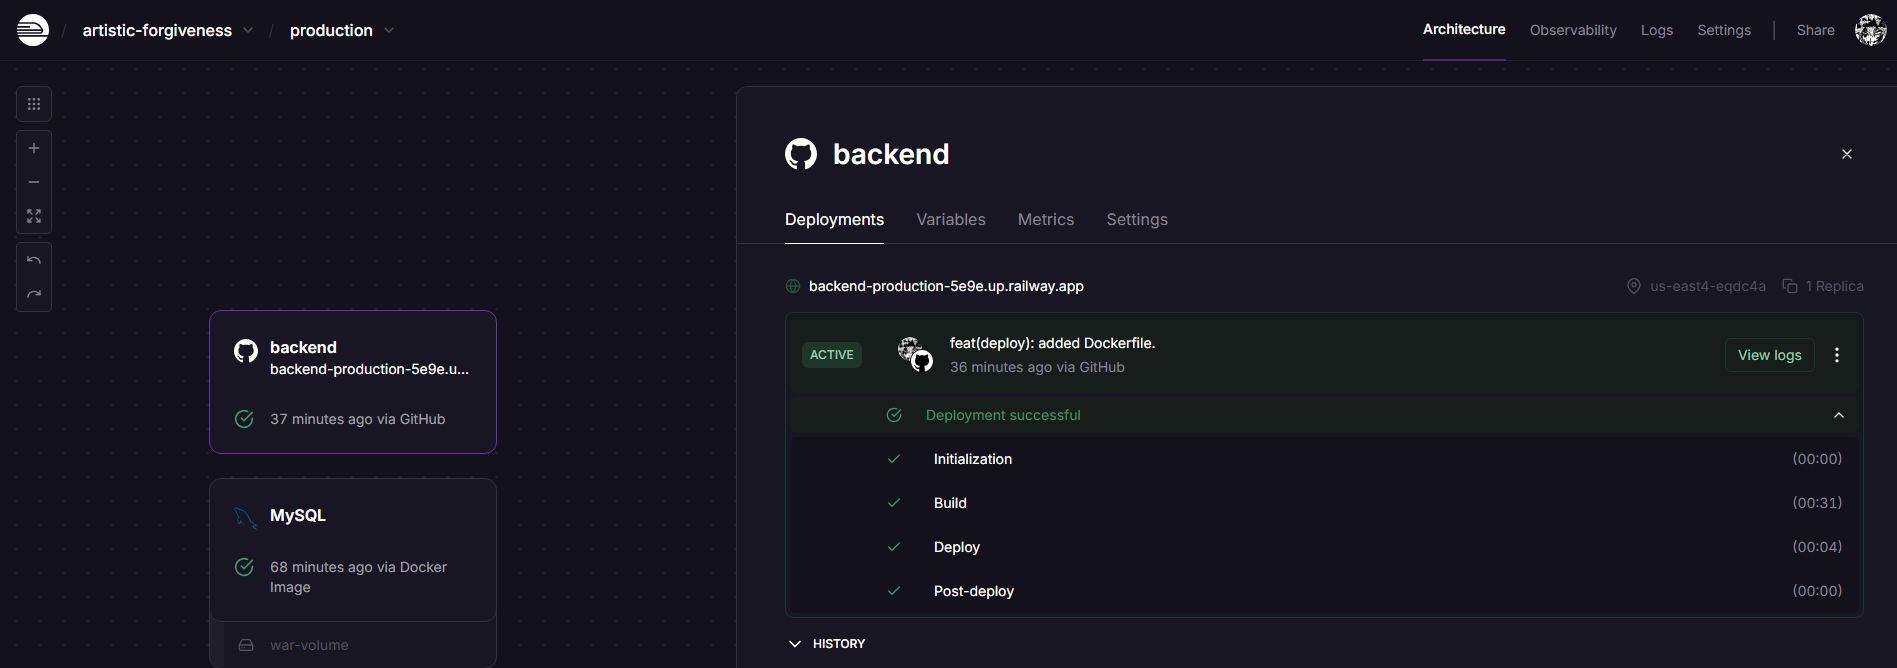 / artistic-forgiveness / production
Architecture Observability Logs Settings | Share
backend
Deployments Variables Metrics Settings
backend-production-5e9e.up.railway.app
us-east4-eqdc4a 1 Replica
ACTIVE
feat(deploy): added Dockerfile.
36 minutes ago via GitHub
View logs
Deployment successful
Initialization (00:00)
Build (00:31)
Deploy (00:04)
Post-deploy (00:00)
HISTORY
backend
backend-production-5e9e.u...
37 minutes ago via GitHub
MySQL
68 minutes ago via Docker
Image
war-volume